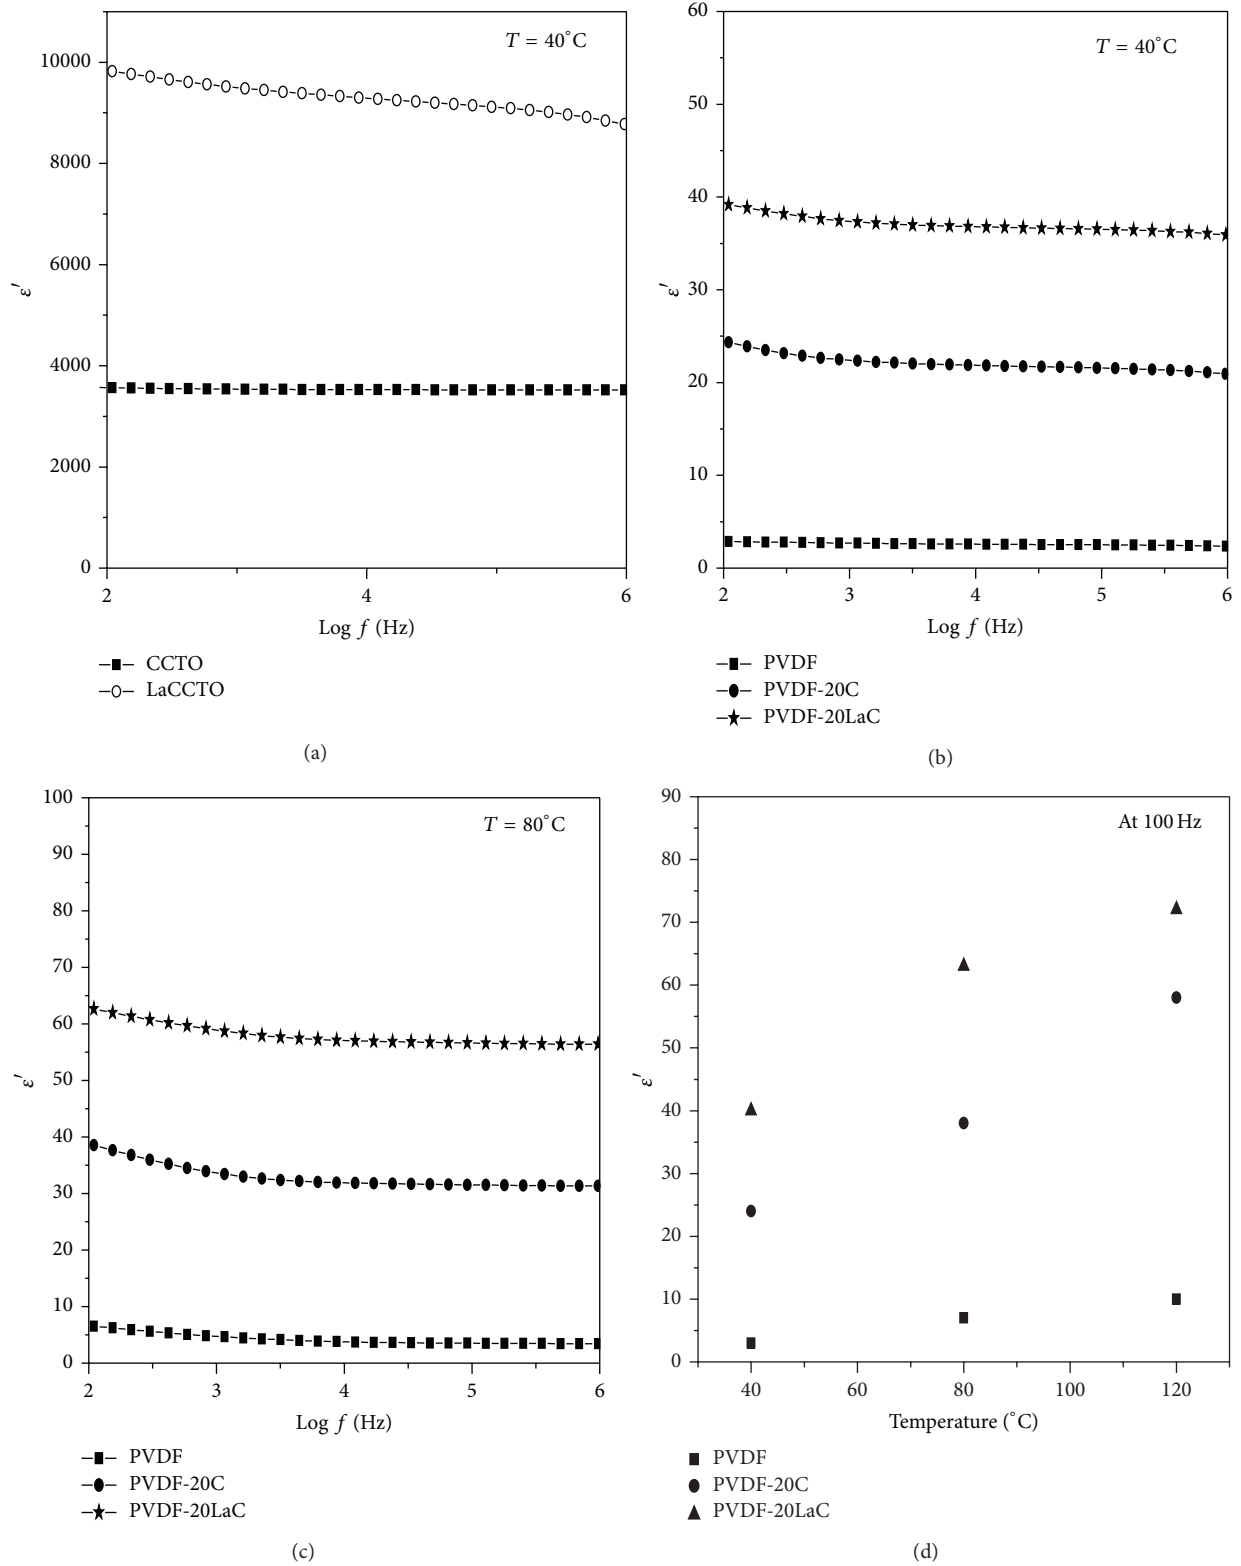 T = 40°C
10000
8000
6000
4000
2000
0
ε′
2
4
6
Log f (Hz)
CCTO
LaCCTO
(a)
T = 40°C
60
50
40
30
20
10
0
ε′
2
3
4
5
6
Log f (Hz)
PVDF
PVDF-20C
PVDF-20LaC
(b)
T = 80°C
100
90
80
70
60
50
40
30
20
10
0
ε′
2
3
4
5
6
Log f (Hz)
PVDF
PVDF-20C
PVDF-20LaC
(c)
At 100 Hz
90
80
70
60
50
40
30
20
10
0
ε′
40
60
80
100
120
Temperature (°C)
PVDF
PVDF-20C
PVDF-20LaC
(d)